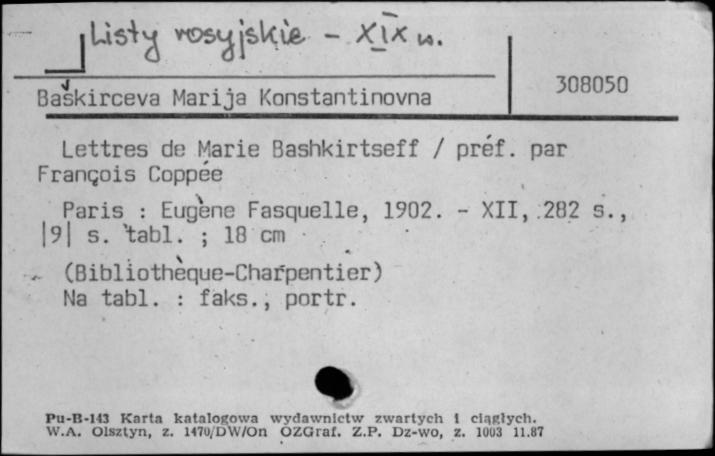 Listy rosyjskie - XIX w.
308050
Baškirceva Marija Konstantinovna
Lettres de Marie Bashkirtseff / préf. par
François Coppée
Paris : Eugène Fasquelle, 1902. - XII, 282 s.,
|9| s. tabl. ; 18 cm
(Bibliothèque-Charpentier)
Na tabl. : faks., portr.
Pu-B-143 Karta katalogowa wydawnictw zwartych i ciągłych.
W.A. Olsztyn, z. 1470/DW/On OZGraf. Z.P. Dz-wo, z. 1003 11.87